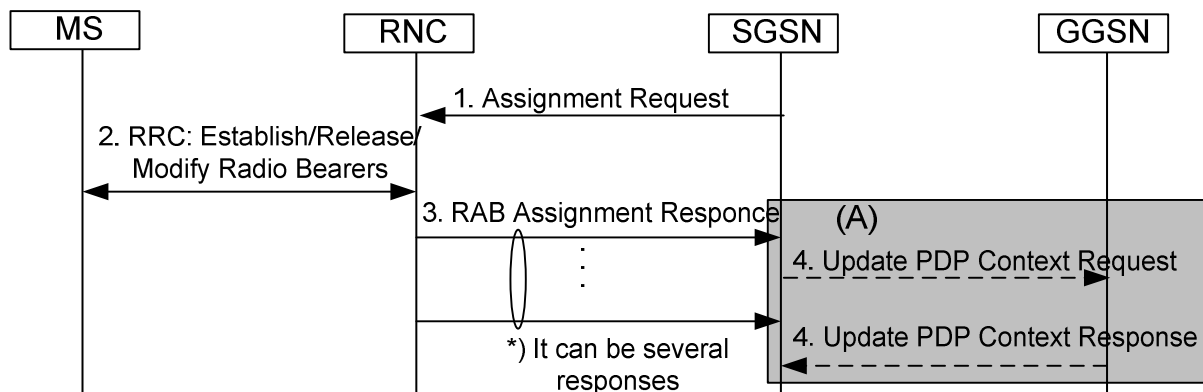 MS
RNC
SGSN
GGSN
1. Assignment Request
2. RRC: Establish/Release/
Modify Radio Bearers
3. RAB Assignment Responce
(A)
4. Update PDP Context Request
4. Update PDP Context Response
*) It can be several
responses